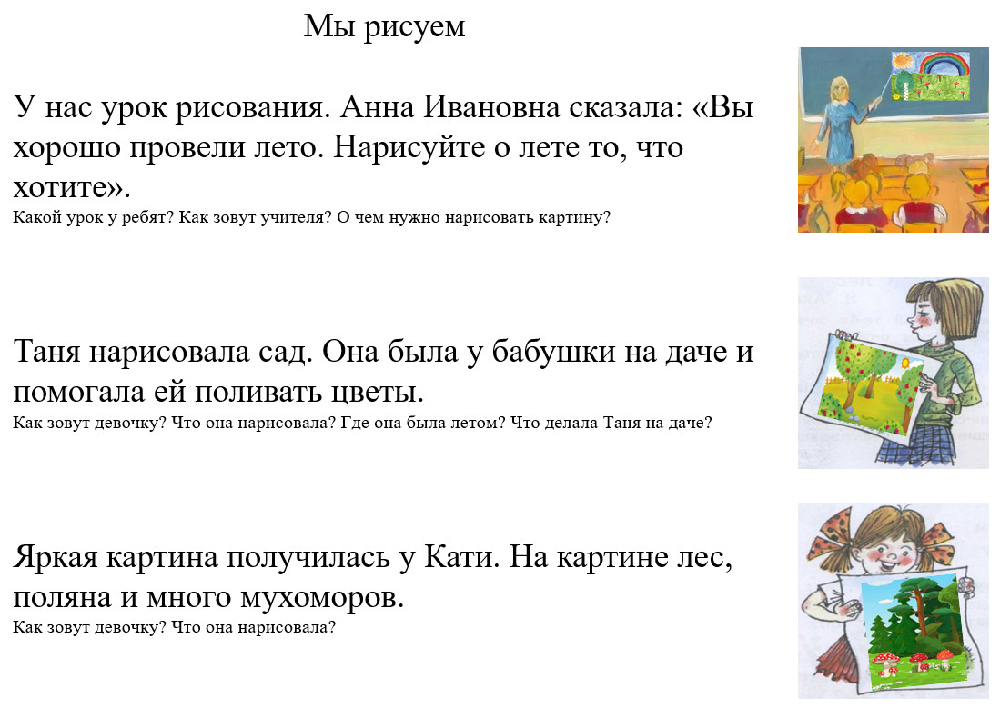 Мы рисуем
У нас урок рисования. Анна Ивановна сказала: «Вы
хорошо провели лето. Нарисуйте о лете то, что
хотите».
Какой урок у ребят? Как зовут учителя? О чем нужно нарисовать картину?
Таня нарисовала сад. Она была у бабушки на даче и
помогала ей поливать цветы.
Как зовут девочку? Что она нарисовала? Где она была летом? Что делала Таня на даче?
Яркая картина получилась у Кати. На картине лес,
поляна и много мухоморов.
Как зовут девочку? Что она нарисовала?